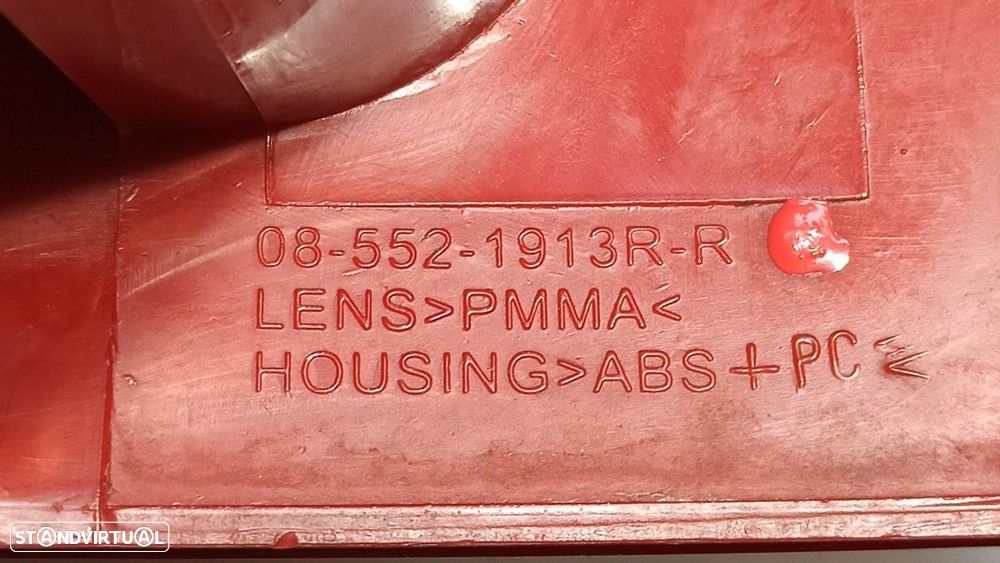 08-552-1913R-R
LENS>PMMA<
HOUSING>ABS+PC<
STANDVIRTUAL